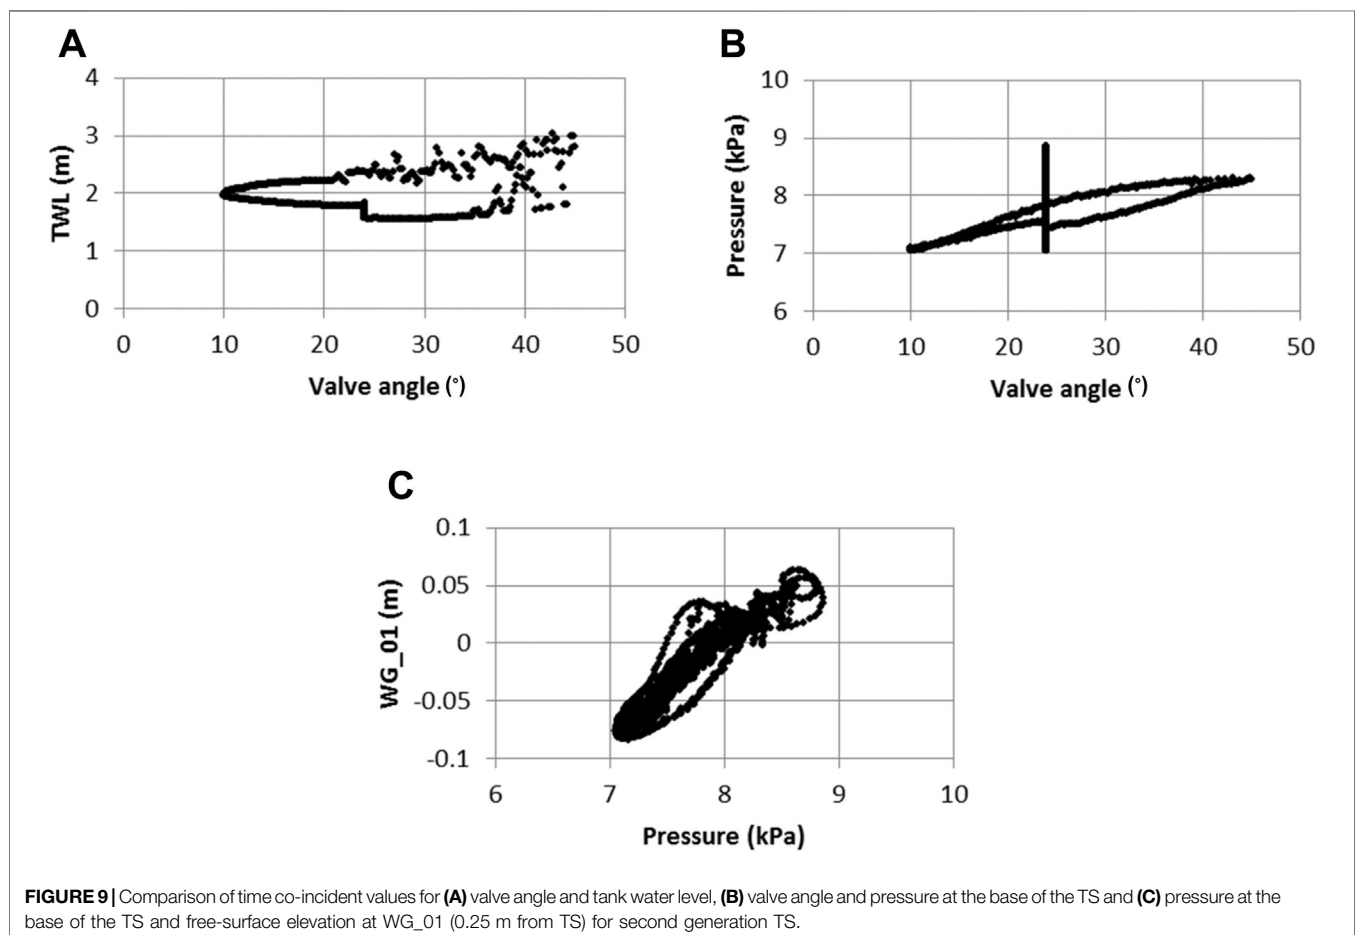 A
B
4
3
2
1
0
TWL (m)
0 10 20 30 40 50
Valve angle (°)
10
9
8
7
6
Pressure (kPa)
0 10 20 30 40 50
Valve angle (°)
C
0.1
0.05
0
-0.05
-0.1
WG_01 (m)
6 7 8 9 10
Pressure (kPa)
FIGURE 9 | Comparison of time co-incident values for (A) valve angle and tank water level, (B) valve angle and pressure at the base of the TS and (C) pressure at the
base of the TS and free-surface elevation at WG_01 (0.25 m from TS) for second generation TS.